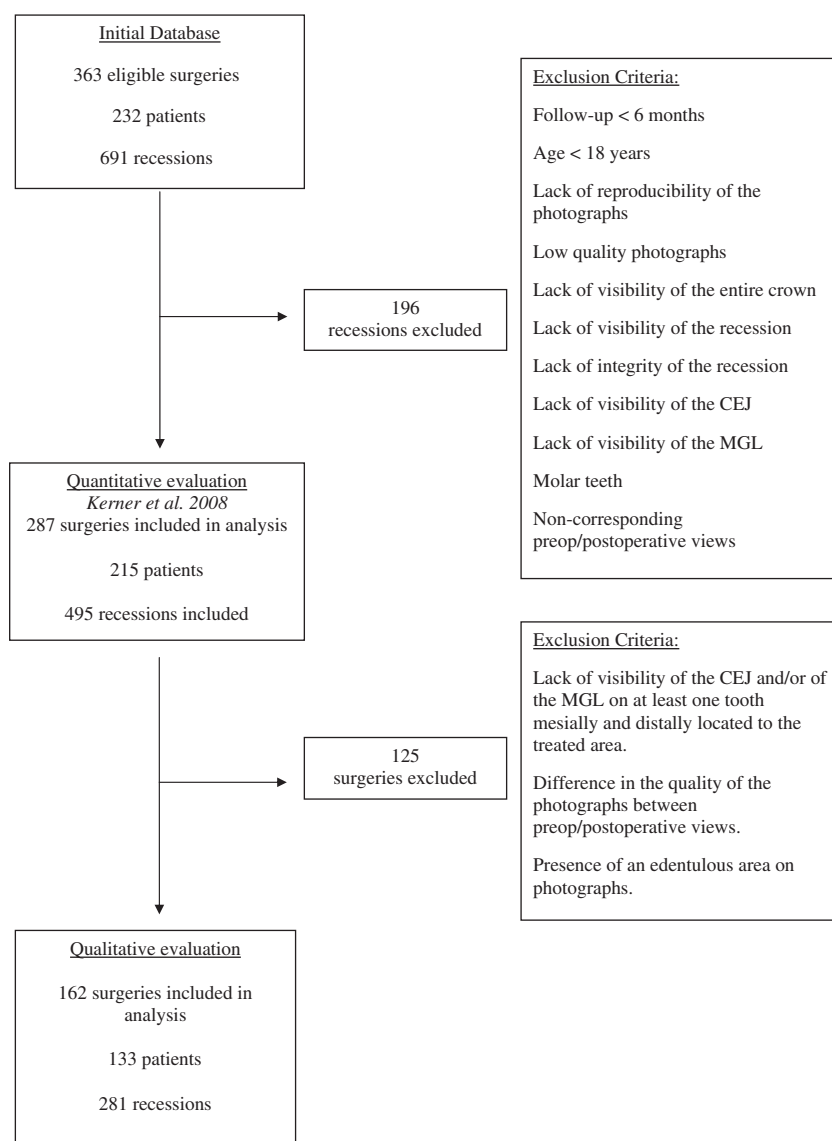 Initial Database
363 eligible surgeries
232 patients
691 recessions
Exclusion Criteria:
Follow-up < 6 months
Age < 18 years
Lack of reproducibility of the
photographs
Low quality photographs
Lack of visibility of the entire crown
Lack of visibility of the recession
Lack of integrity of the recession
Lack of visibility of the CEJ
Lack of visibility of the MGL
Molar teeth
Non-corresponding
preop/postoperative views
196
recessions excluded
Quantitative evaluation
Kerner et al. 2008
287 surgeries included in analysis
215 patients
495 recessions included
Exclusion Criteria:
Lack of visibility of the CEJ and/or of
the MGL on at least one tooth
mesially and distally located to the
treated area.
Difference in the quality of the
photographs between
preop/postoperative views.
Presence of an edentulous area on
photographs.
125
surgeries excluded
Qualitative evaluation
162 surgeries included in
analysis
133 patients
281 recessions